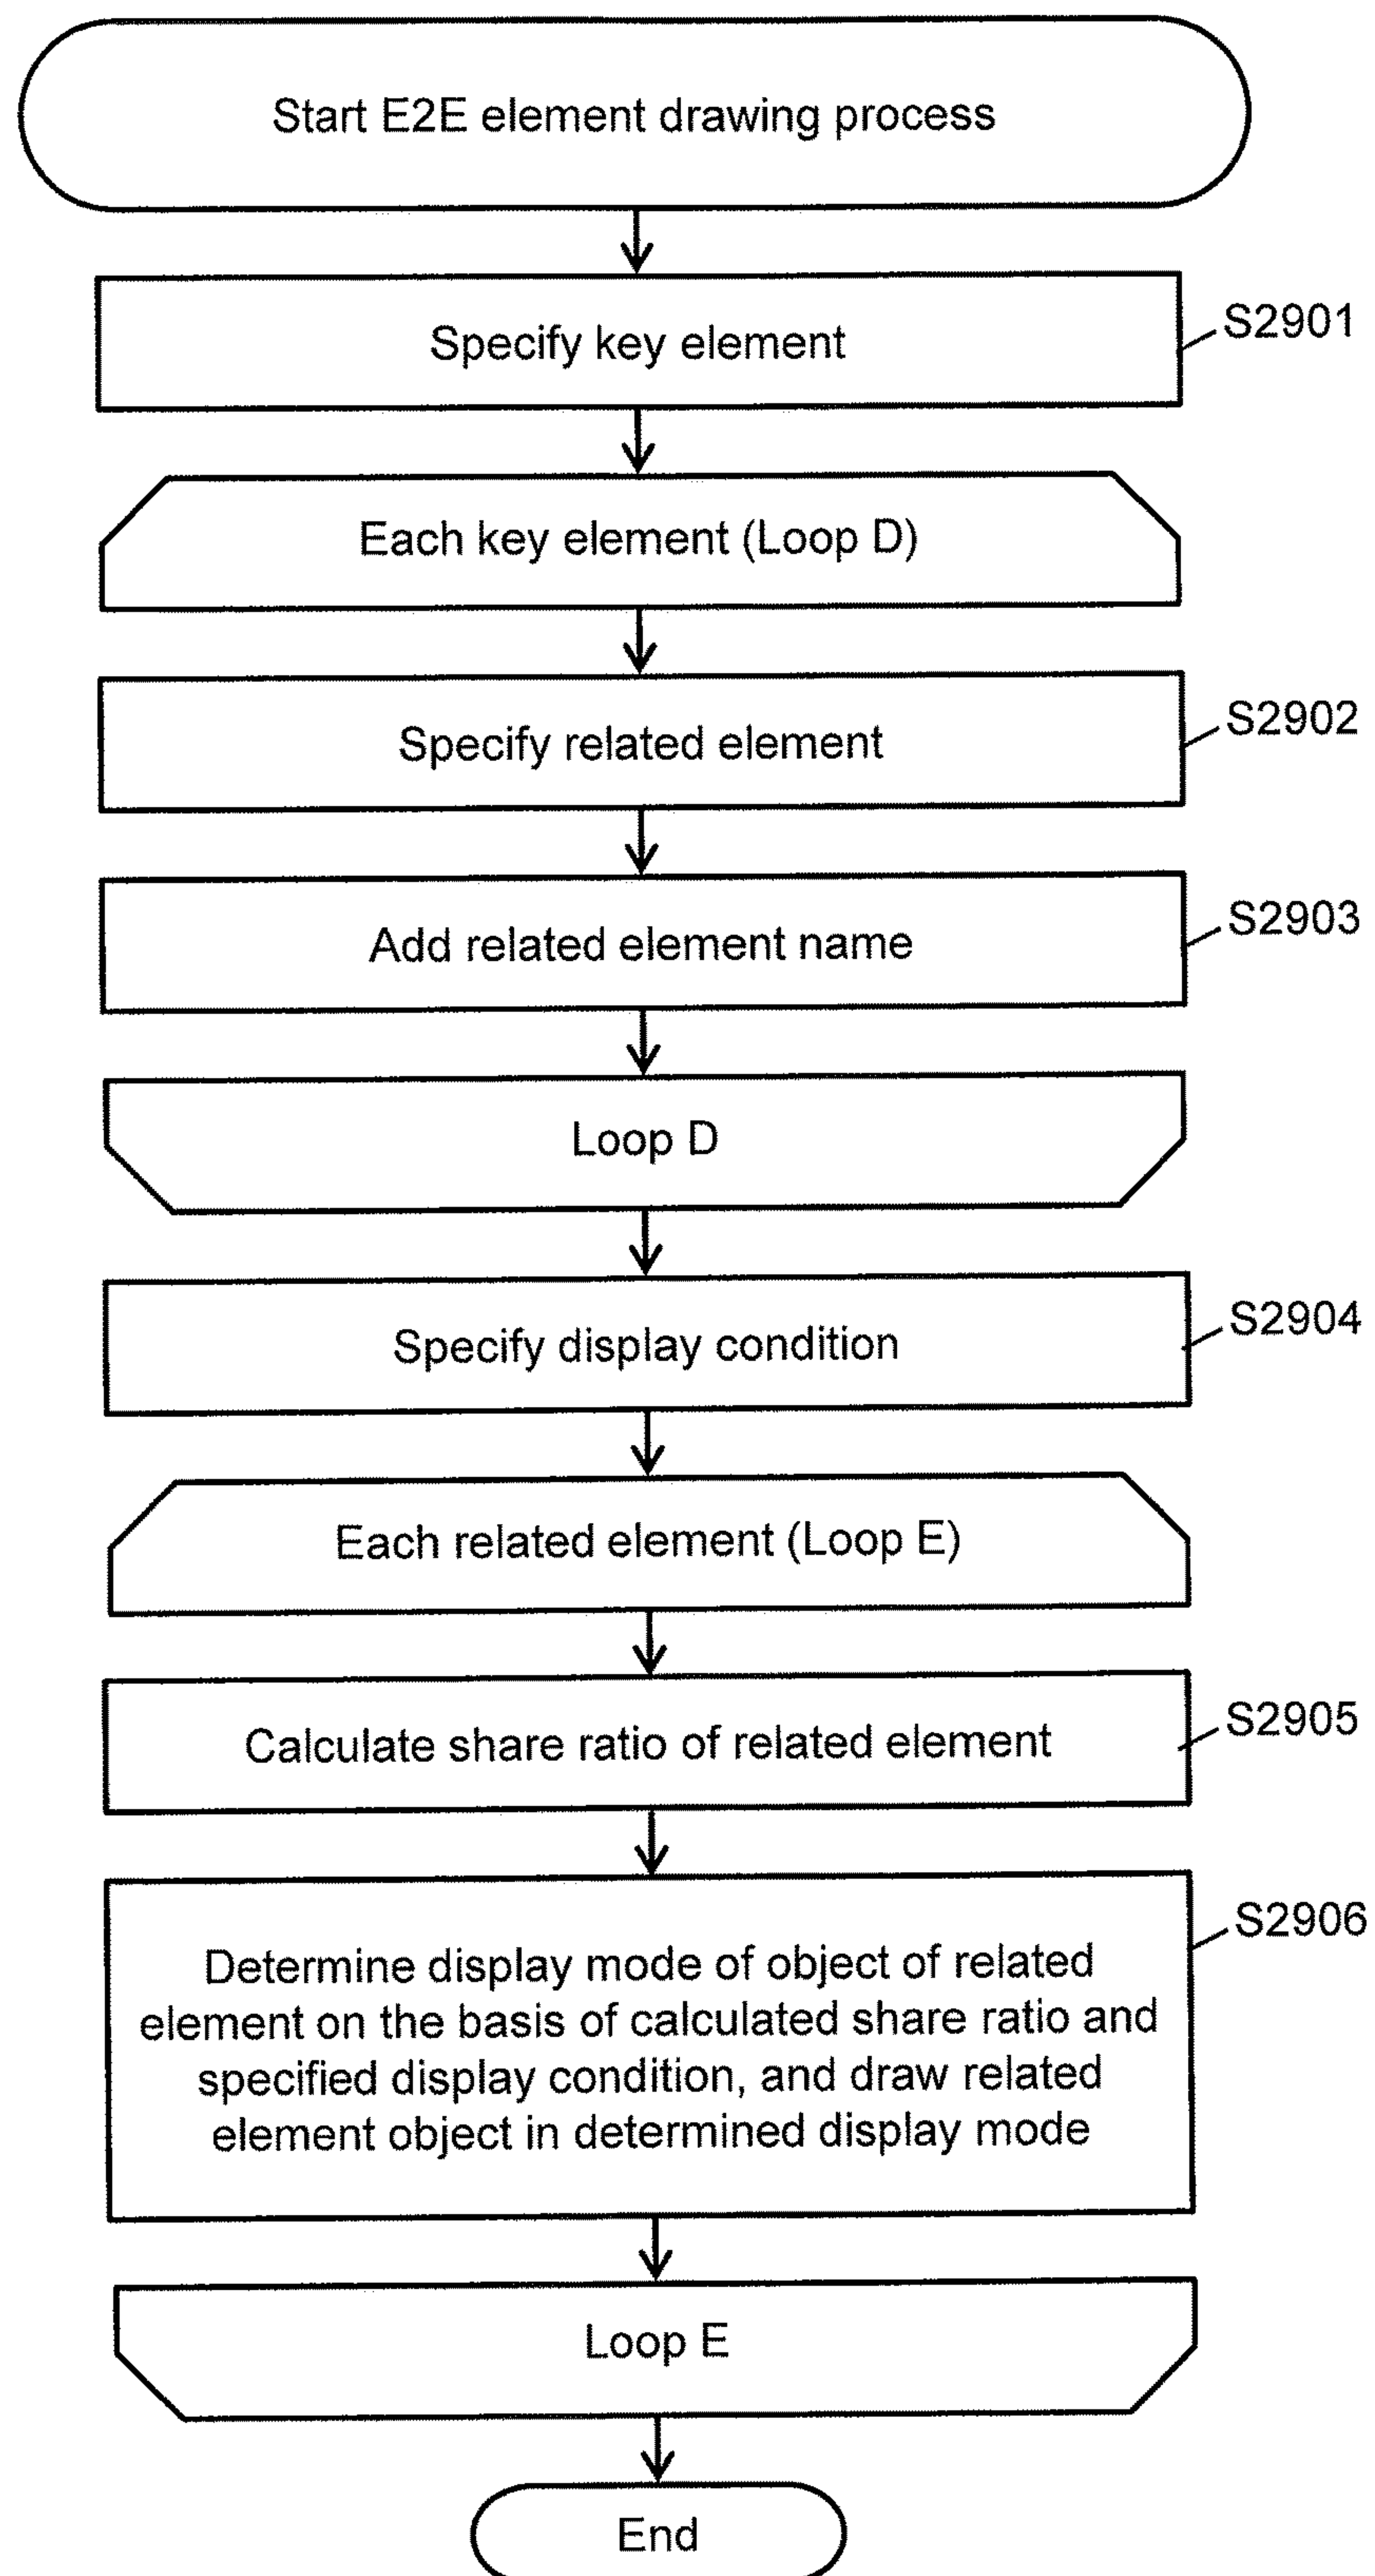 Start E2E element drawing process
Specify key element
S2901
Each key element (Loop D)
Specify related element
S2902
Add related element name
S2903
Loop D
Specify display condition
S2904
Each related element (Loop E)
Calculate share ratio of related element
S2905
Determine display mode of object of related
element on the basis of calculated share ratio and
specified display condition, and draw related
element object in determined display mode
S2906
Loop E
End